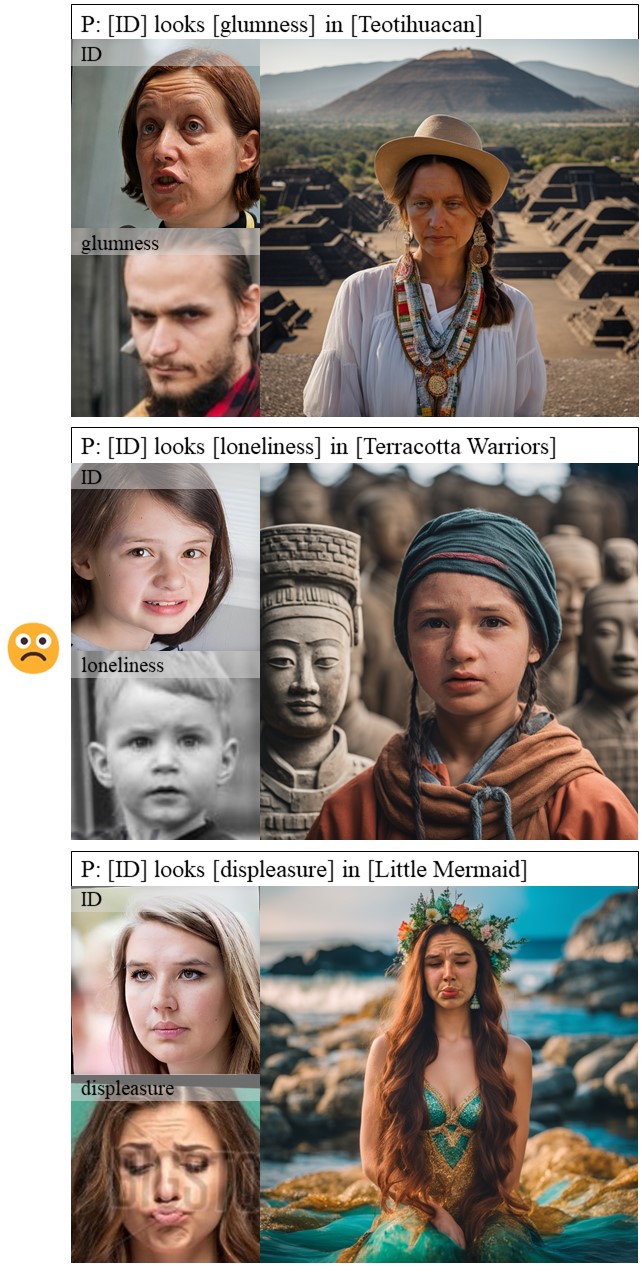 P: [ID] looks [glumness] in [Teotihuacan]
ID
glumness
P: [ID] looks [loneliness] in [Terracotta Warriors]
ID
loneliness
P: [ID] looks [displeasure] in [Little Mermaid]
ID
displeasure